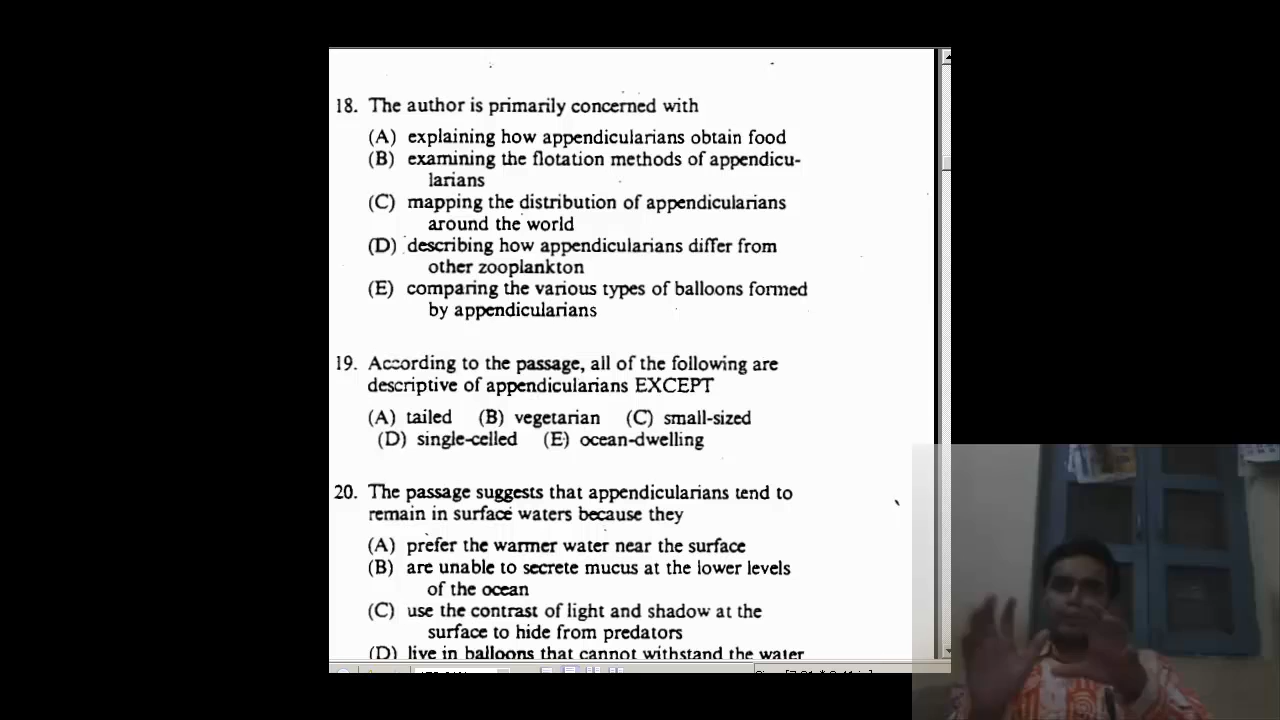 18. The author is primarily concerned with
(A) explaining how appendicularians obtain food
(B) examining the flotation methods of appendicu-
larians
(C) mapping the distribution of appendicularians
around the world
(D) describing how appendicularians differ from
other zooplankton
(E) comparing the various types of balloons formed
by appendicularians
19. According to the passage, all of the following are
descriptive of appendicularians EXCEPT
(A) tailed (B) vegetarian (C) small-sized
(D) single-celled (E) ocean-dwelling
20. The passage suggests that appendicularians tend to
remain in surface waters because they
(A) prefer the warmer water near the surface
(B) are unable to secrete mucus at the lower levels
of the ocean
(C) use the contrast of light and shadow at the
surface to hide from predators
(D) live in balloons that cannot withstand the water